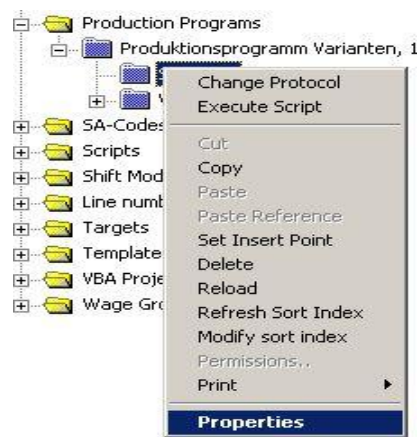 Production Programs
Produktionsprogramm Varianten, 1
Change Protocol
Execute Script
SA-Codes
Cut
Scripts
Copy
Shift Mod
Paste
Line numb
Paste Reference
Targets
Set Insert Point
Template
Delete
VBA Proje
Reload
Wage Gro
Refresh Sort Index
Modify sort index
Permissions..
Print
Properties